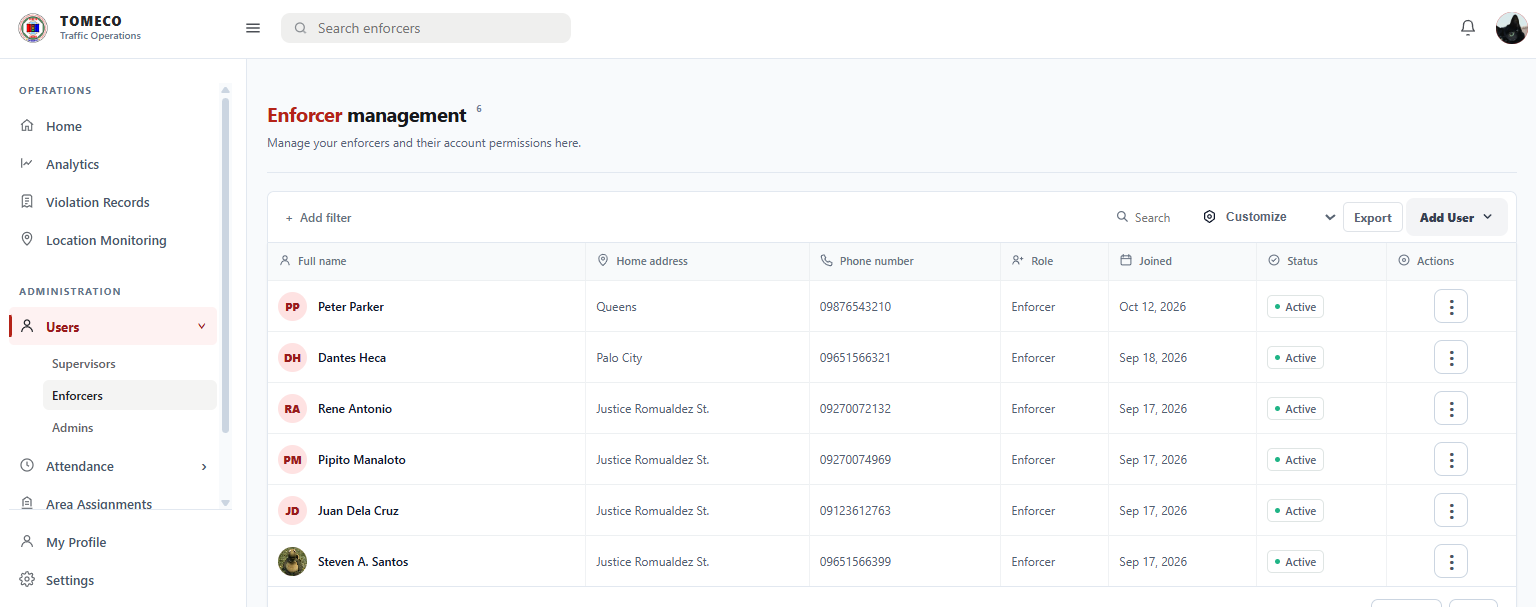 TOMECO
Traffic Operations
Search enforcers
OPERATIONS
Home
Analytics
Violation Records
Location Monitoring
ADMINISTRATION
Users
Supervisors
Enforcers
Admins
Attendance
Area Assignments
My Profile
Settings
Enforcer management 6
Manage your enforcers and their account permissions here.
+ Add filter Search Customize Export Add User
Full name Home address Phone number Role Joined Status Actions
PP Peter Parker Queens 09876543210 Enforcer Oct 12, 2026 Active
DH Dantes Heca Palo City 09651566321 Enforcer Sep 18, 2026 Active
RA Rene Antonio Justice Romualdez St. 09270072132 Enforcer Sep 17, 2026 Active
PM Pipito Manaloto Justice Romualdez St. 09270074969 Enforcer Sep 17, 2026 Active
JD Juan Dela Cruz Justice Romualdez St. 09123612763 Enforcer Sep 17, 2026 Active
Steven A. Santos Justice Romualdez St. 09651566399 Enforcer Sep 17, 2026 Active